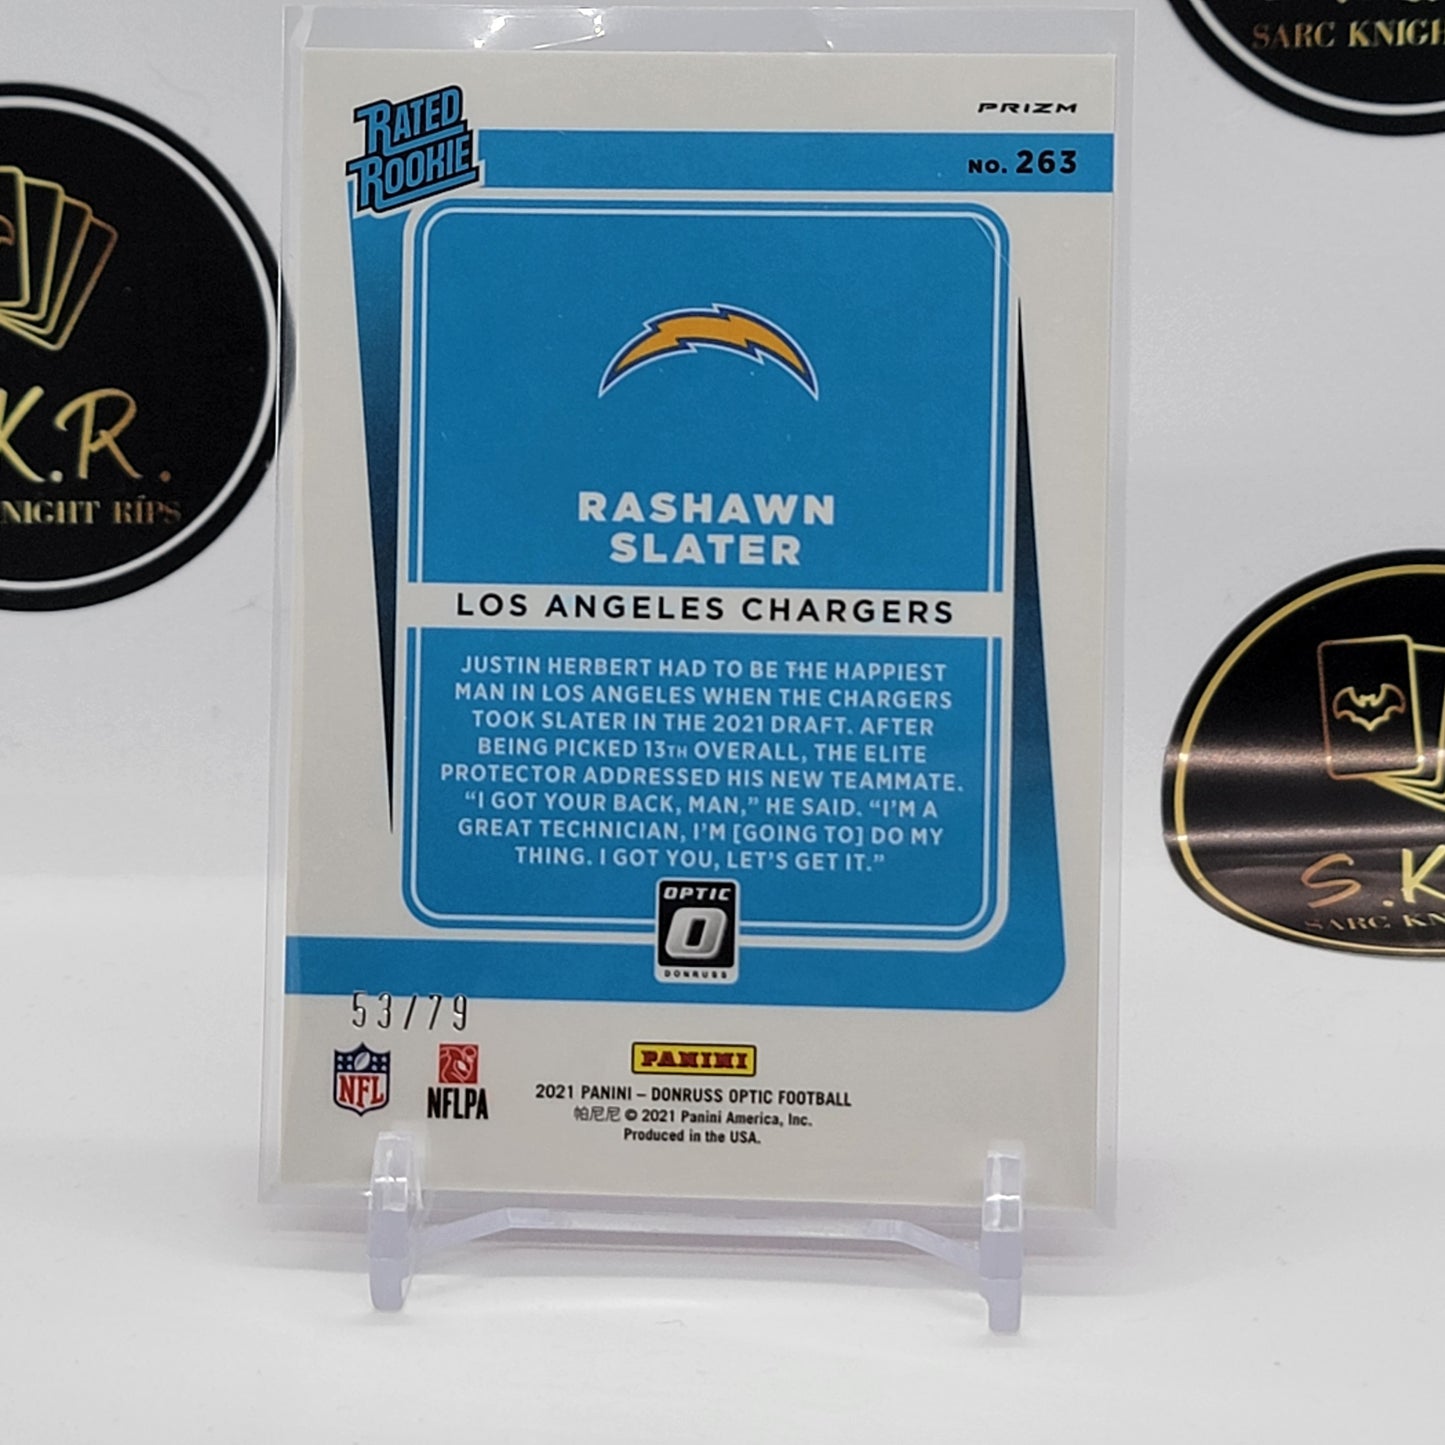 SARC KNIGH
RATED
ROOKIE
PRIZM
NO. 263
K.R.
NIGHT RIPS
RASHAWN
SLATER
LOS ANGELES CHARGERS
JUSTIN HERBERT HAD TO BE THE HAPPIEST
MAN IN LOS ANGELES WHEN THE CHARGERS
TOOK SLATER IN THE 2021 DRAFT. AFTER
BEING PICKED 13TH OVERALL, THE ELITE
PROTECTOR ADDRESSED HIS NEW TEAMMATE.
“I GOT YOUR BACK, MAN,” HE SAID. “I’M A
GREAT TECHNICIAN, I’M [GOING TO] DO MY
THING. I GOT YOU, LET’S GET IT.”
OPTIC
O
DONRUSS
S.K
SARC KN
53/79
NFL
NFLPA
PANINI
2021 PANINI – DONRUSS OPTIC FOOTBALL
帕尼尼 © 2021 Panini America, Inc.
Produced in the USA.